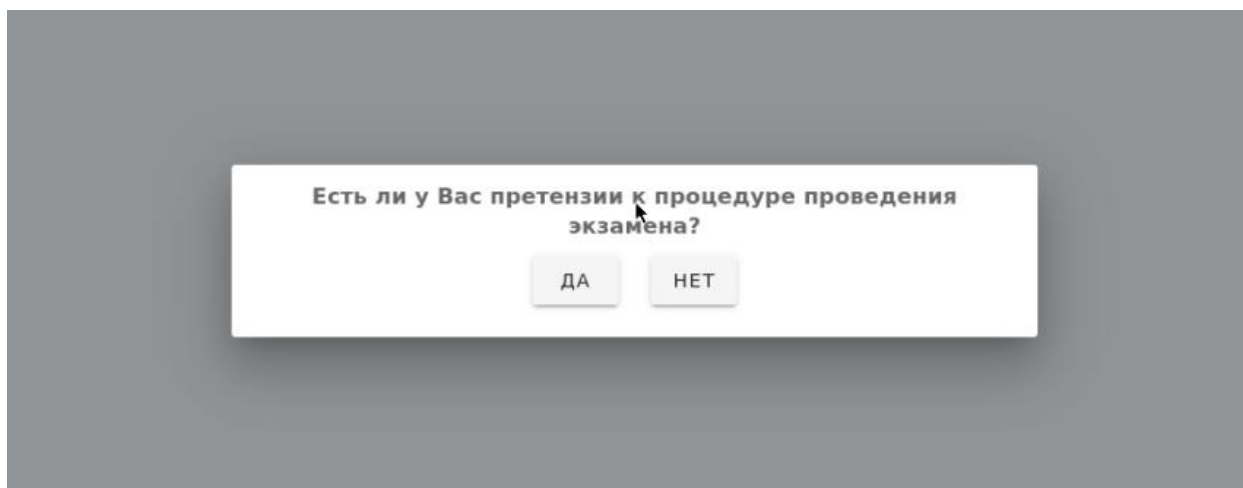 Есть ли у Вас претензии к процедуре проведения
экзамена?
ДА НЕТ